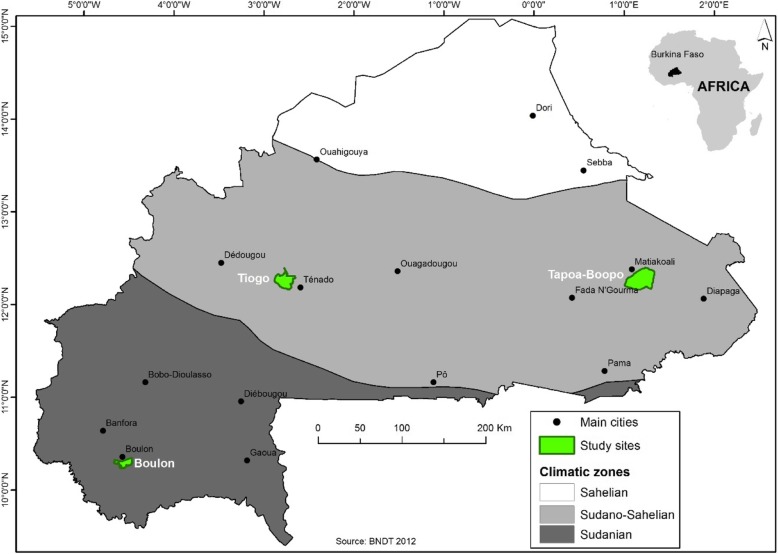 5°0'0"W
4°0'0"W
3°0'0"W
2°0'0"W
1°0'0"W
0°0'0"
1°0'0"E
2°0'0"E
15°0'0"N
14°0'0"N
13°0'0"N
12°0'0"N
11°0'0"N
10°0'0"N
N
Burkina Faso
AFRICA
Dori
Ouahigouya
Sebba
Dédougou
Tiogo
Ténado
Ouagadougou
Tapoa-Boopo
Matiakoali
Fada N'Gourma
Diapaga
Pama
Pô
Bobo-Dioulasso
Diébougou
Banfora
Boulon
Boulon
Gaoua
0 50 100 200 Km
Main cities
Study sites
Climatic zones
Sahelian
Sudano-Sahelian
Sudanian
Source: BNDT 2012